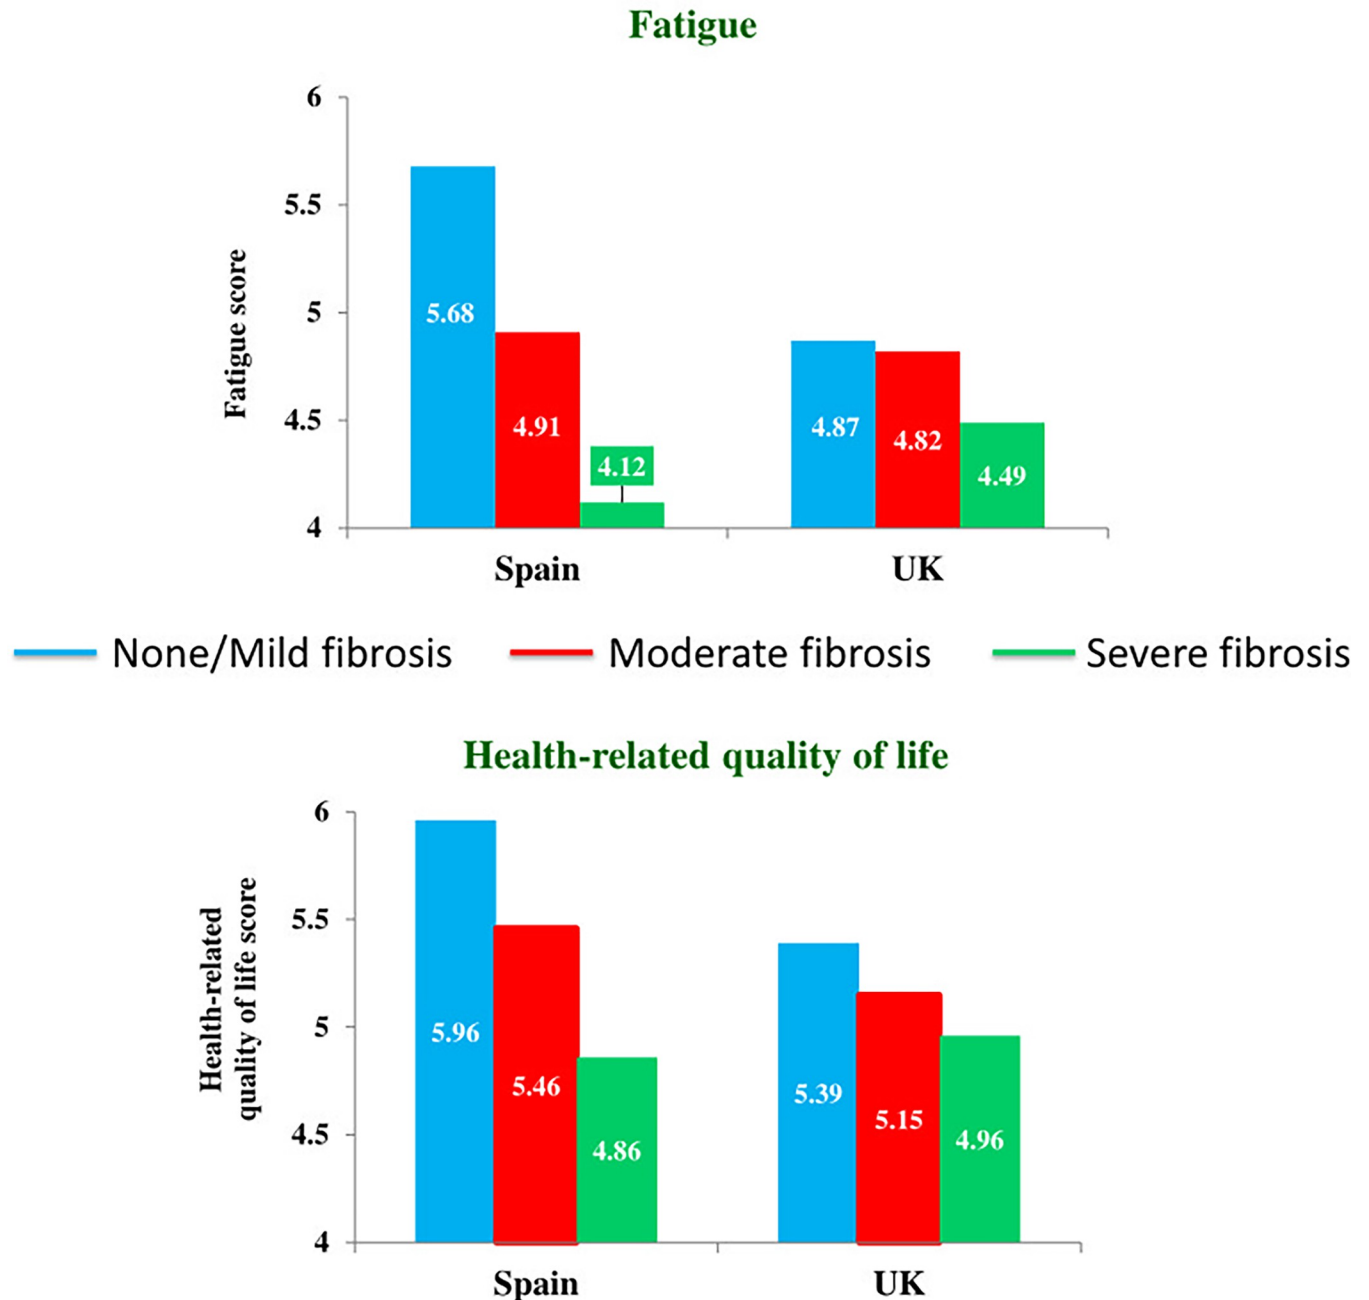 Fatigue
6
5.5
5
4.5
4
Fatigue score
5.68
4.91
4.12
4.87
4.82
4.49
Spain
UK
None/Mild fibrosis
Moderate fibrosis
Severe fibrosis
Health-related quality of life
6
5.5
5
4.5
4
Health-related
quality of life score
5.96
5.46
4.86
5.39
5.15
4.96
Spain
UK